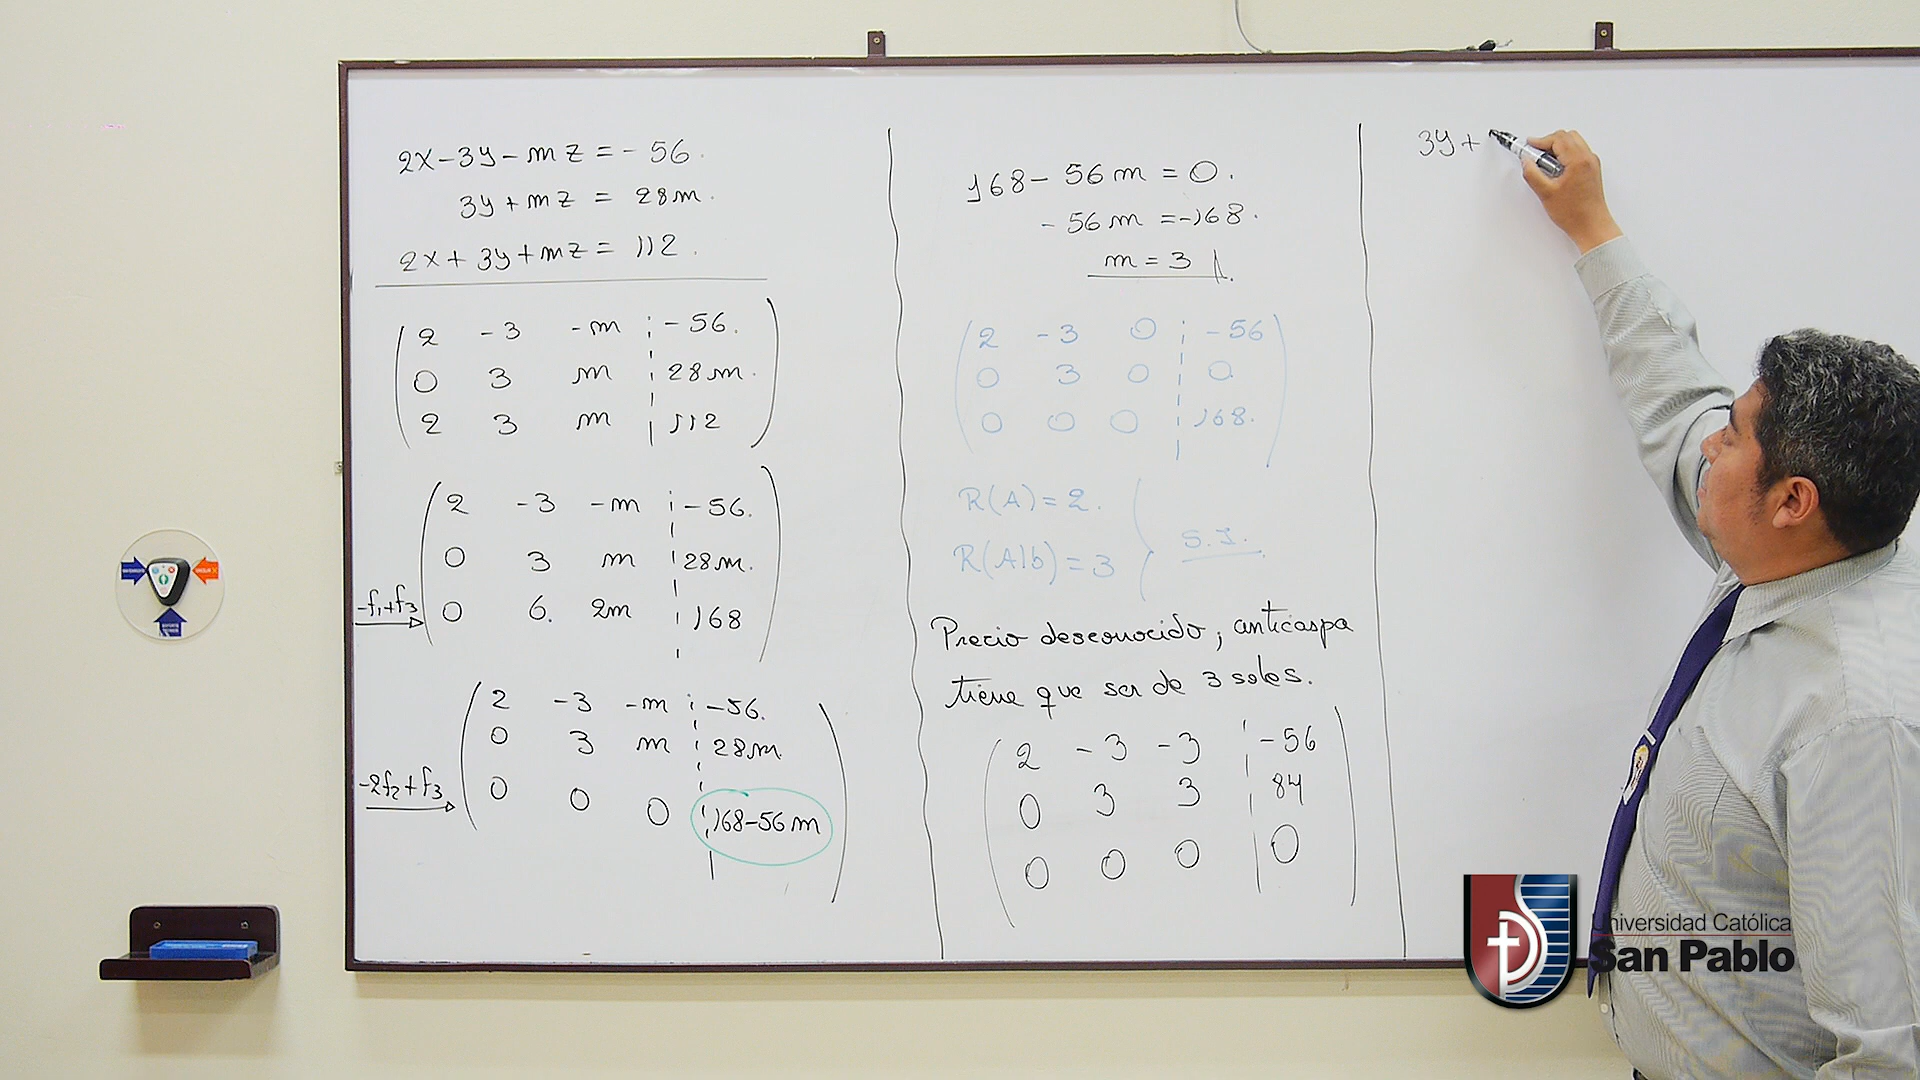 2x-3y-mz=-56.
3y+mz = 28m.
2x+3y+mz= 112.
2 -3 -m ¦ -56.
0 3 m ¦ 28m.
2 3 m ¦ 112
2 -3 -m ¦ -56.
0 3 m ¦ 28m.
-f₁+f₃ 0 6. 2m ¦ 168
2 -3 -m ¦ -56.
0 3 m ¦ 28m.
-2f₂+f₃ 0 0 0 ¦ 168-56m
168-56m=0.
-56m=-168.
m=3
2 -3 0 ¦ -56
0 3 0 ¦ 0.
0 0 0 ¦ 168.
R(A)=2.
R(A|b)=3
S.I.
Precio desconocido, anticaspa
tiene que ser de 3 soles.
2 -3 -3 ¦ -56
0 3 3 ¦ 84
0 0 0 ¦ 0
3y+
Universidad Católica
San Pablo